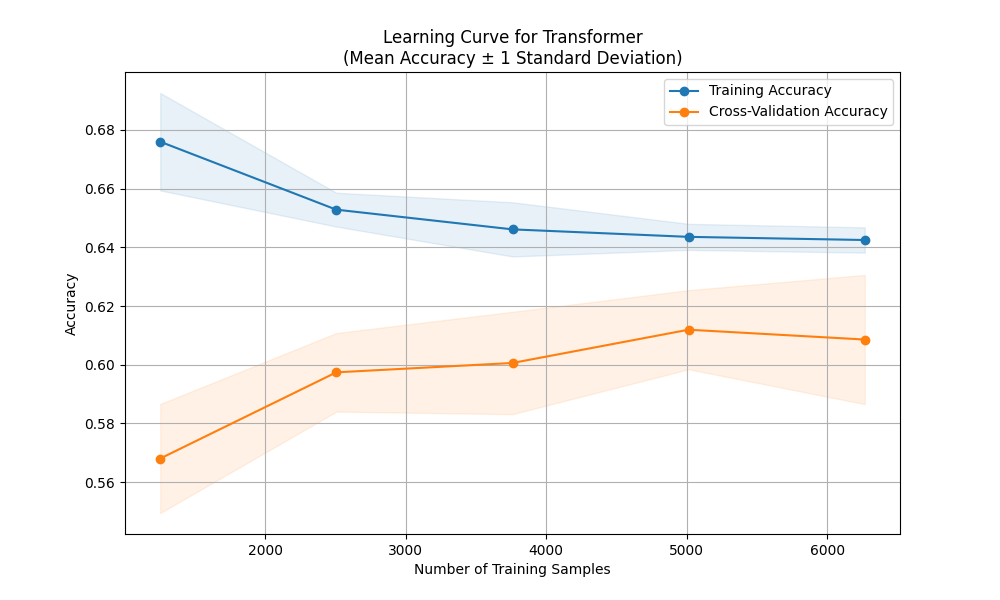 Learning Curve for Transformer
(Mean Accuracy ± 1 Standard Deviation)
Training Accuracy
Cross-Validation Accuracy
Accuracy
0.68
0.66
0.64
0.62
0.60
0.58
0.56
2000 3000 4000 5000 6000
Number of Training Samples